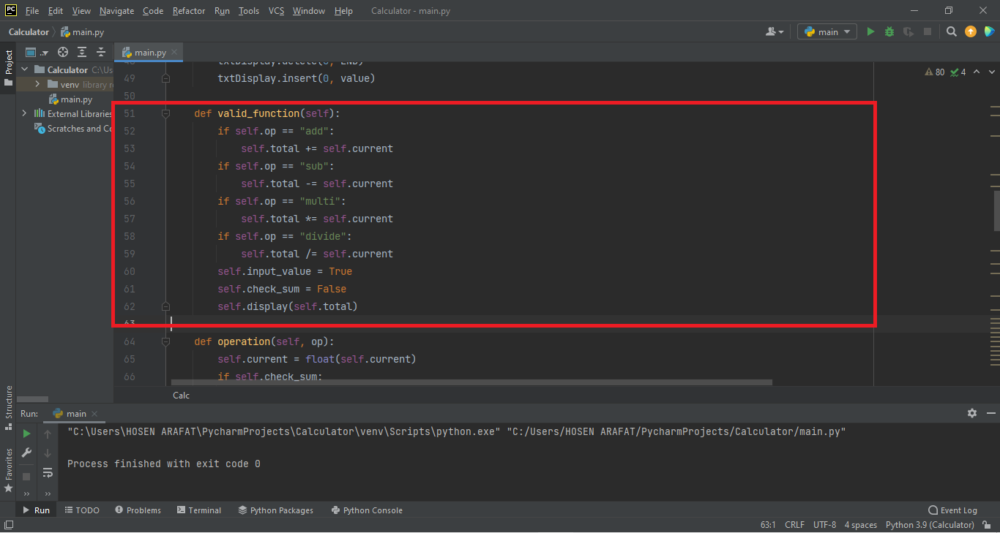 PC File Edit View Navigate Code Refactor Run Tools VCS Window Help Calculator - main.py
Calculator main.py main
Project main.py
Calculator C:\Us
venv library
main.py
External Libraries
Scratches and
txtDisplay.delete(0, END)
49 txtDisplay.insert(0, value)
50
51 def valid_function(self):
52 if self.op == "add":
53 self.total += self.current
54 if self.op == "sub":
55 self.total -= self.current
56 if self.op == "multi":
57 self.total *= self.current
58 if self.op == "divide":
59 self.total /= self.current
60 self.input_value = True
61 self.check_sum = False
62 self.display(self.total)
63
64 def operation(self, op):
65 self.current = float(self.current)
66 if self.check_sum:
80 4
Calc
Structure
Favorites
Run: main
"C:\Users\HOSEN ARAFAT\PycharmProjects\Calculator\venv\Scripts\python.exe" "C:/Users/HOSEN ARAFAT/PycharmProjects/Calculator/main.py"
Process finished with exit code 0
Run TODO Problems Terminal Python Packages Python Console Event Log
63:1 CRLF UTF-8 4 spaces Python 3.9 (Calculator)